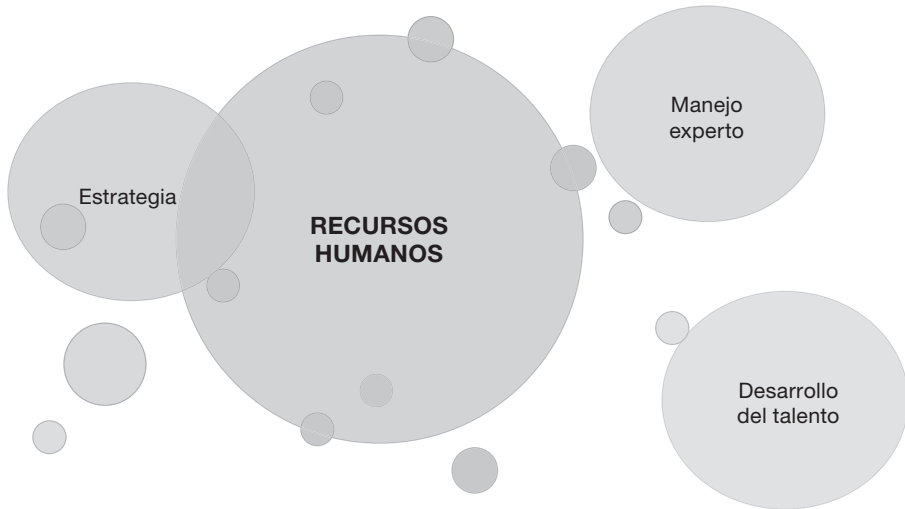 Manejo
experto
Estrategia
RECURSOS
HUMANOS
Desarrollo
del talento